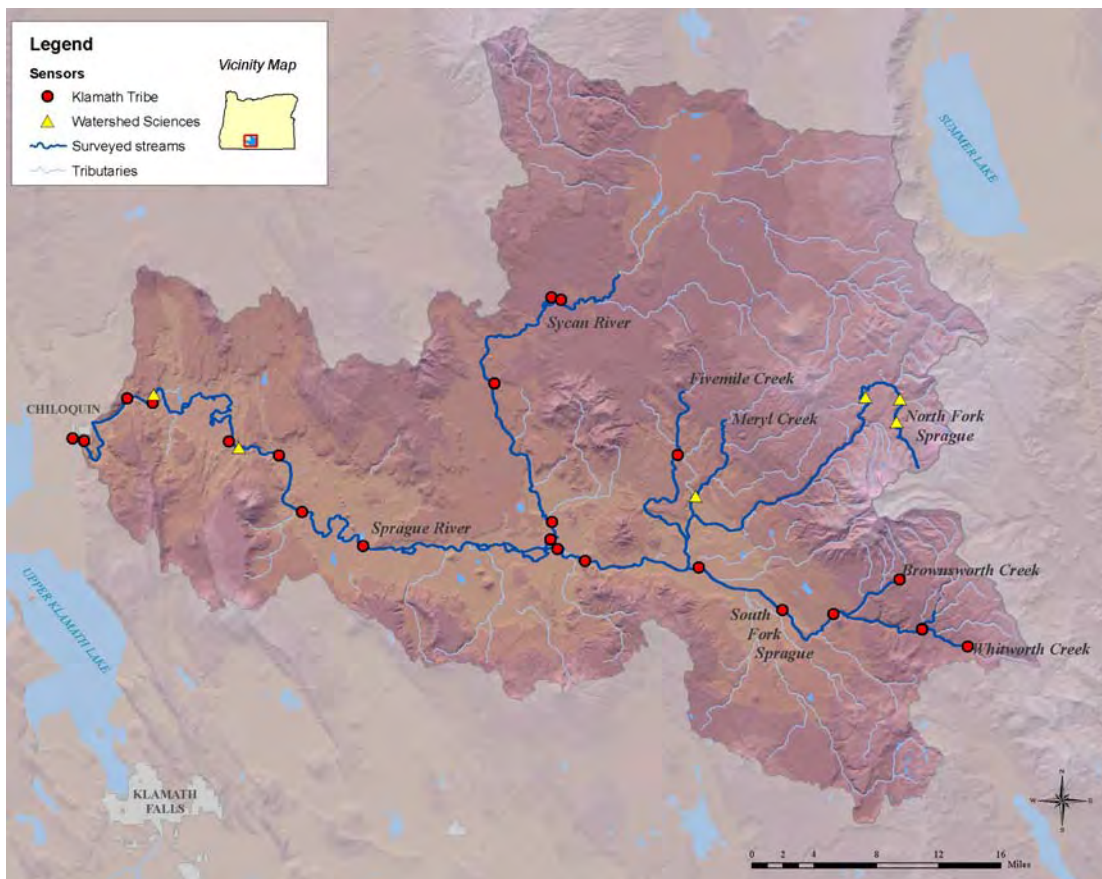 Legend
Sensors
Vicinity Map
Klamath Tribe
Watershed Sciences
Surveyed streams
Tributaries
SUMMER LAKE
Sycan River
Fivemile Creek
Meryl Creek
North Fork
Sprague
CHILOQUIN
Sprague River
Brownsworth Creek
South
Fork
Sprague
Whitworth Creek
UPPER KLAMATH LAKE
KLAMATH
FALLS
N
W E
S
0 2 4 8 12 16
Miles